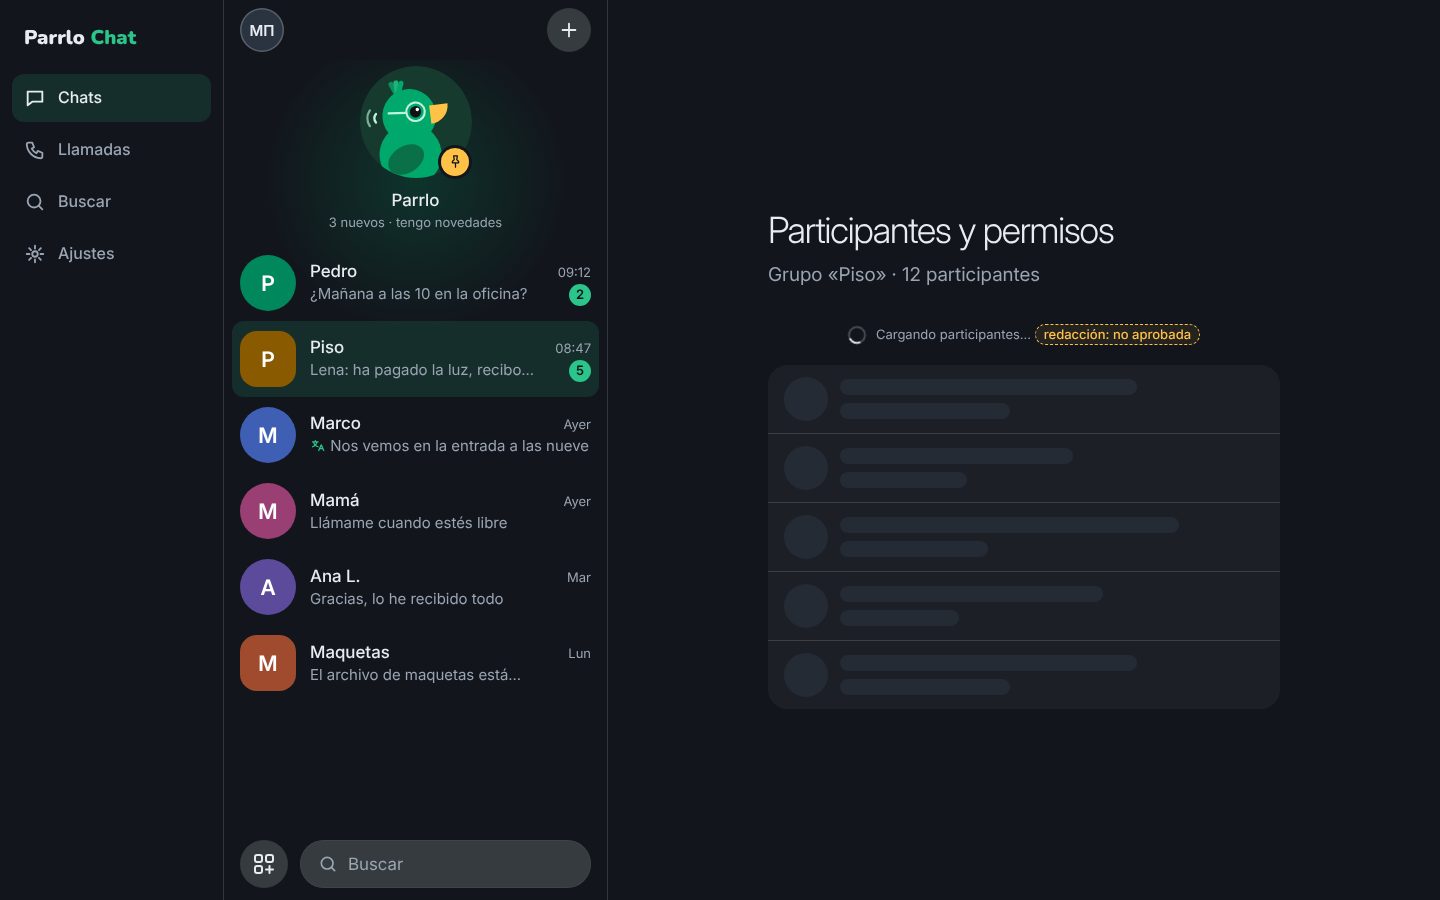 Parrlo Chat
Chats
Llamadas
Buscar
Ajustes
МП
Parrlo
3 nuevos · tengo novedades
P
Pedro
09:12
¿Mañana a las 10 en la oficina?
2
P
Piso
08:47
Lena: ha pagado la luz, recibo...
5
M
Marco
Ayer
Nos vemos en la entrada a las nueve
M
Mamá
Ayer
Llámame cuando estés libre
A
Ana L.
Mar
Gracias, lo he recibido todo
M
Maquetas
Lun
El archivo de maquetas está...
Buscar
Participantes y permisos
Grupo «Piso» · 12 participantes
Cargando participantes... redacción: no aprobada